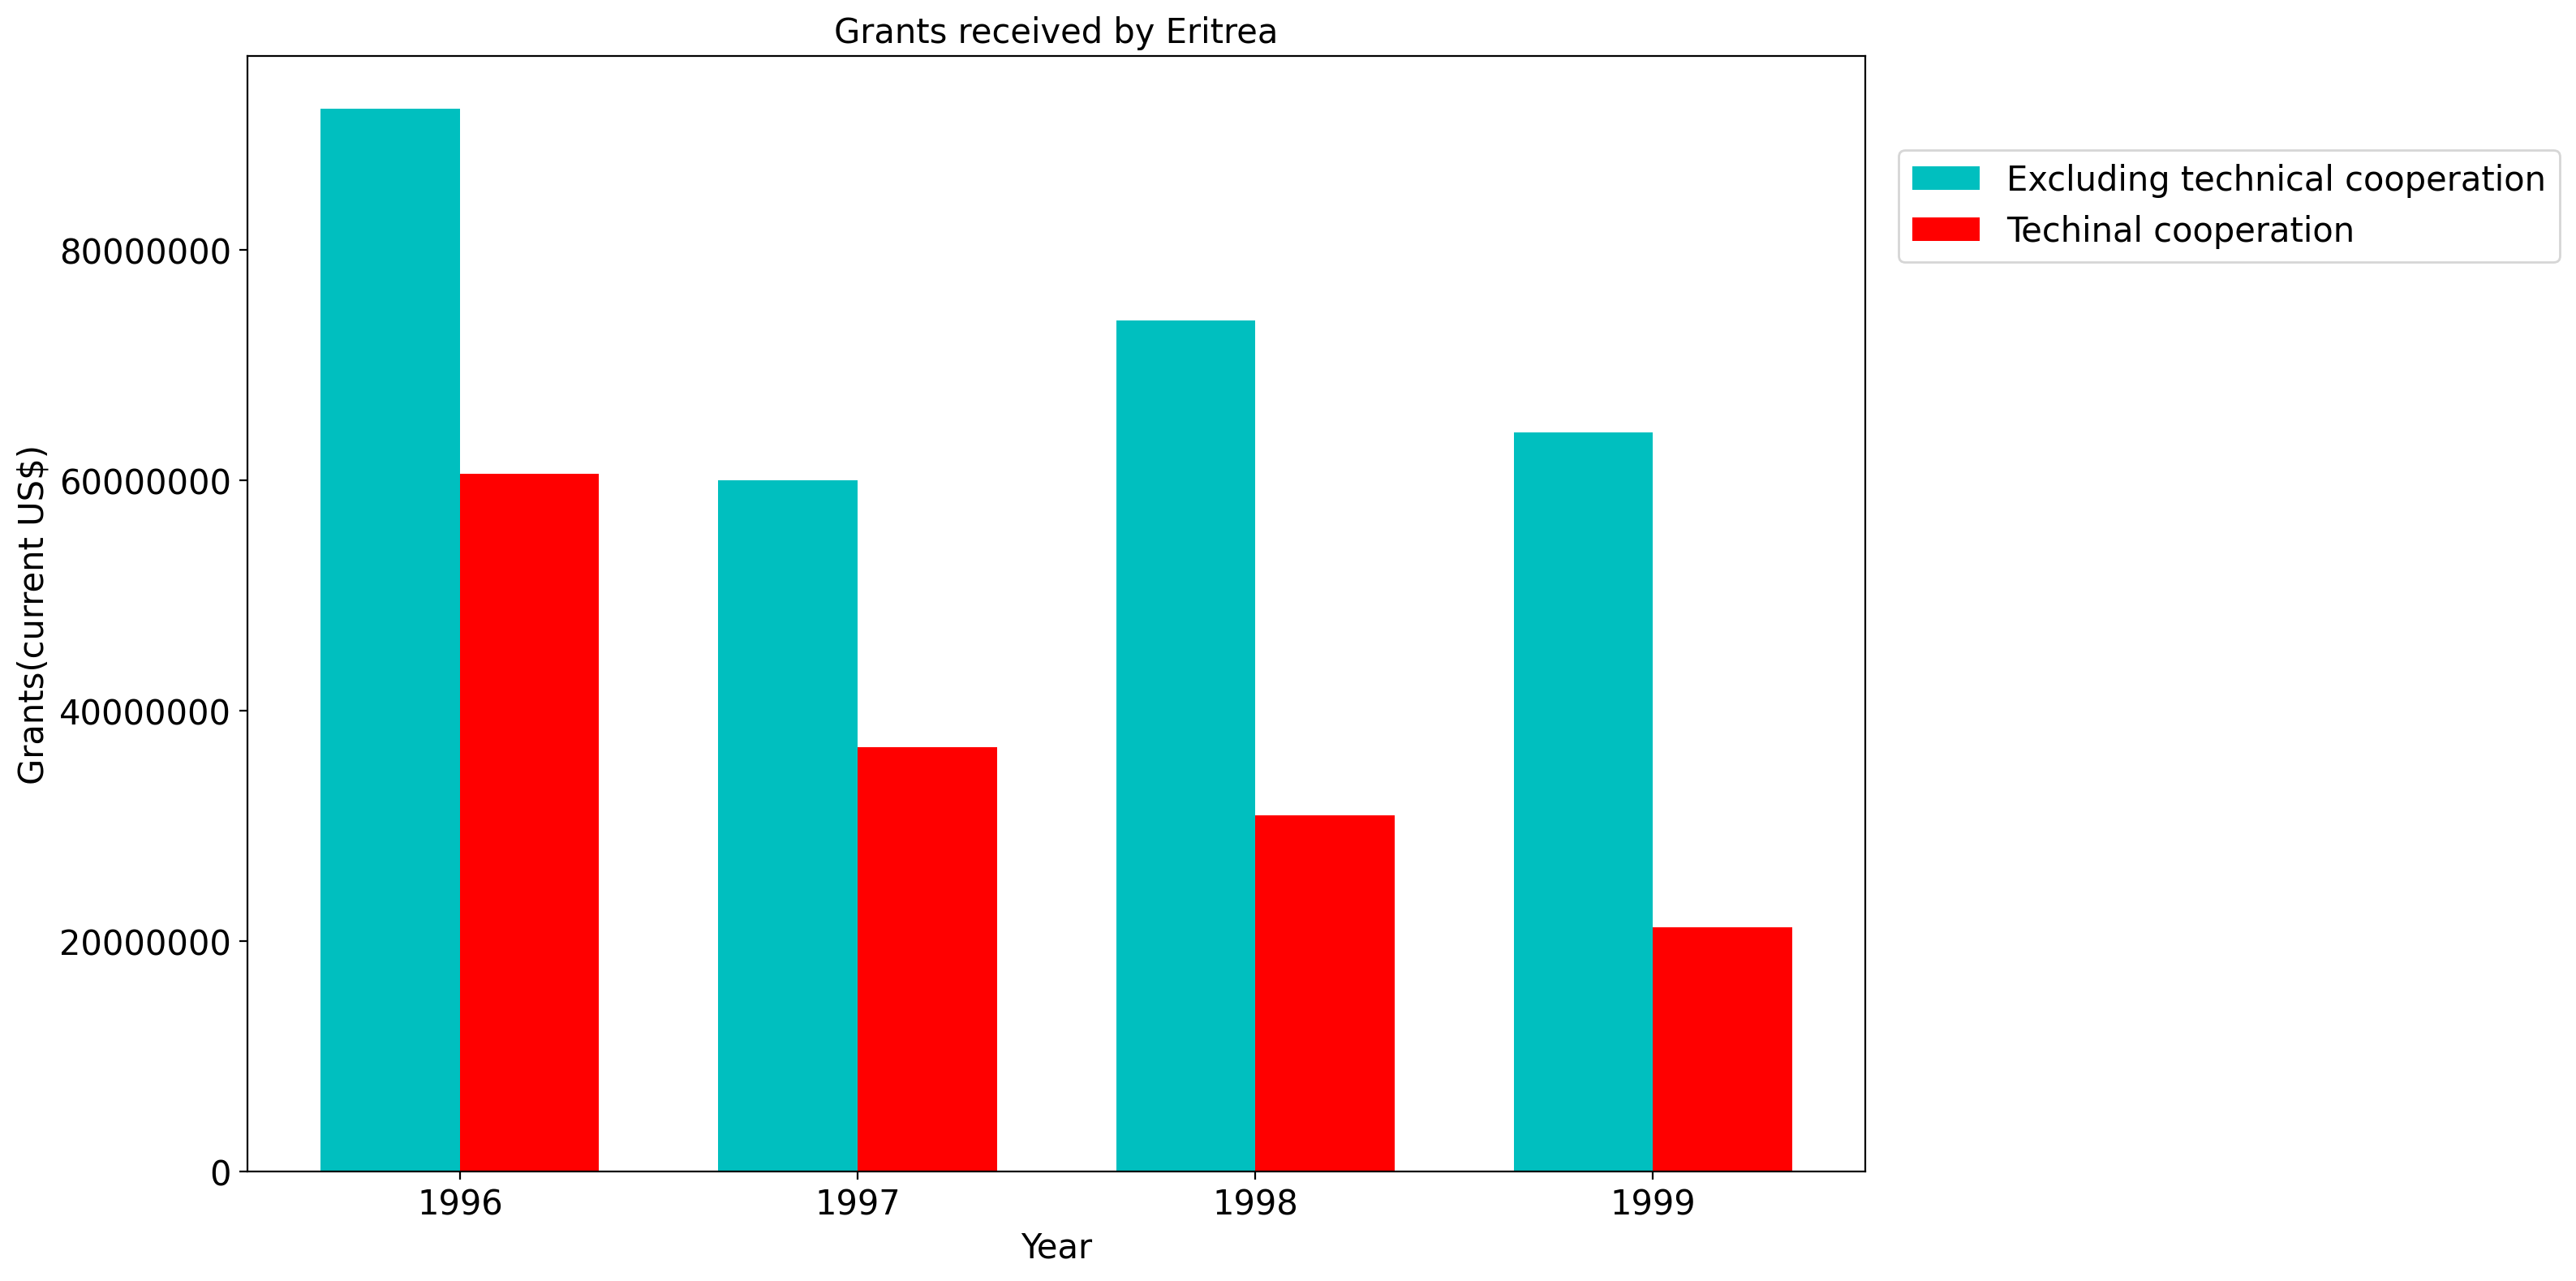 Grants received by Eritrea
Grants(current US$)
80000000
60000000
40000000
20000000
0
1996
1997
1998
1999
Year
Excluding technical cooperation
Techinal cooperation